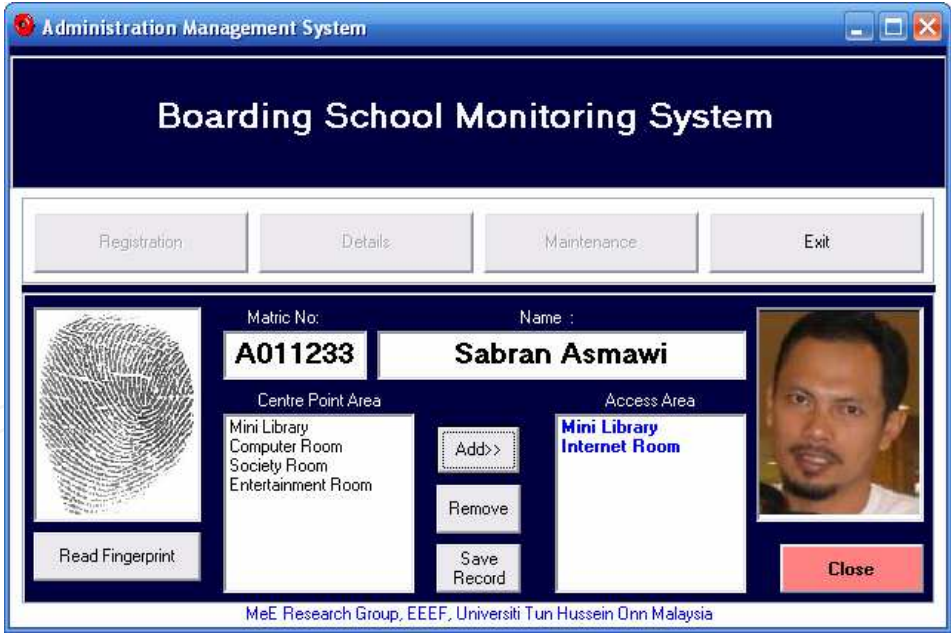 Administration Management System
Boarding School Monitoring System
Registration
Details
Maintenance
Exit
Matric No:
Name :
A011233
Sabran Asmawi
Centre Point Area
Access Area
Mini Library
Computer Room
Society Room
Entertainment Room
Add>>
Remove
Save
Record
Mini Library
Internet Room
Read Fingerprint
Close
MeE Research Group, EEEF, Universiti Tun Hussein Onn Malaysia